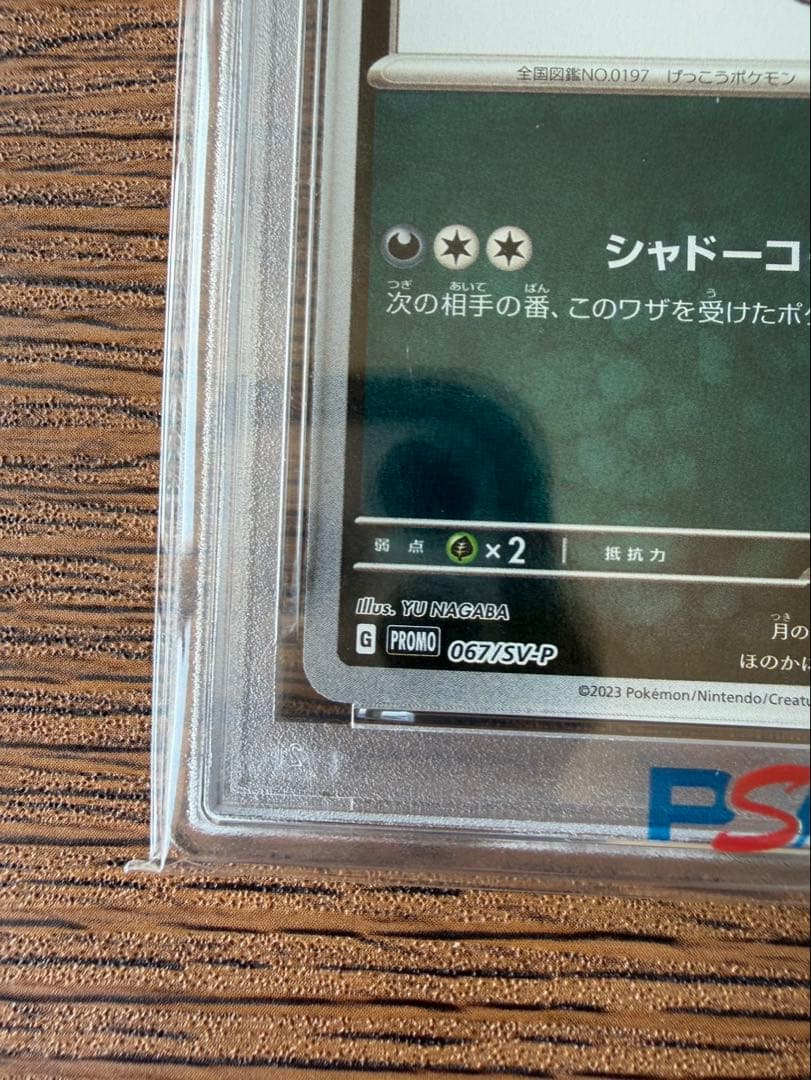 全国図鑑NO.0197 げっこうポケモン
シャドーコ
つぎ あいて ばん う
次の相手の番、このワザを受けたポケ
弱点 ×2 抵抗力
Illus. YU NAGABA
G PROMO 067/SV-P
つき
月の
ほのかに
©2023 Pokémon/Nintendo/Creatu
PSA